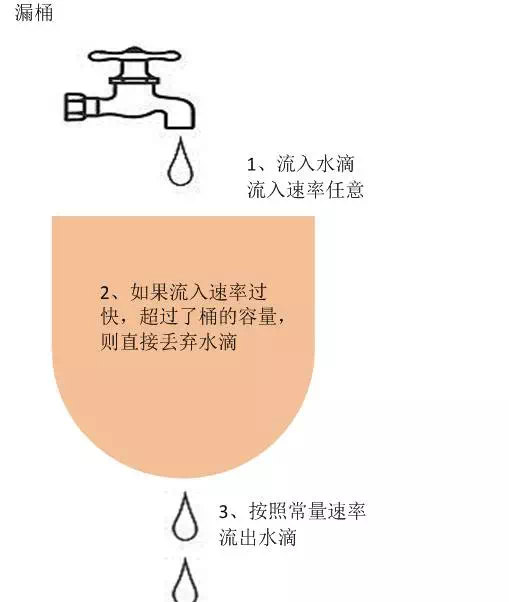 漏桶
1、流入水滴
流入速率任意
2、如果流入速率过
快，超过了桶的容量，
则直接丢弃水滴
3、按照常量速率
流出水滴